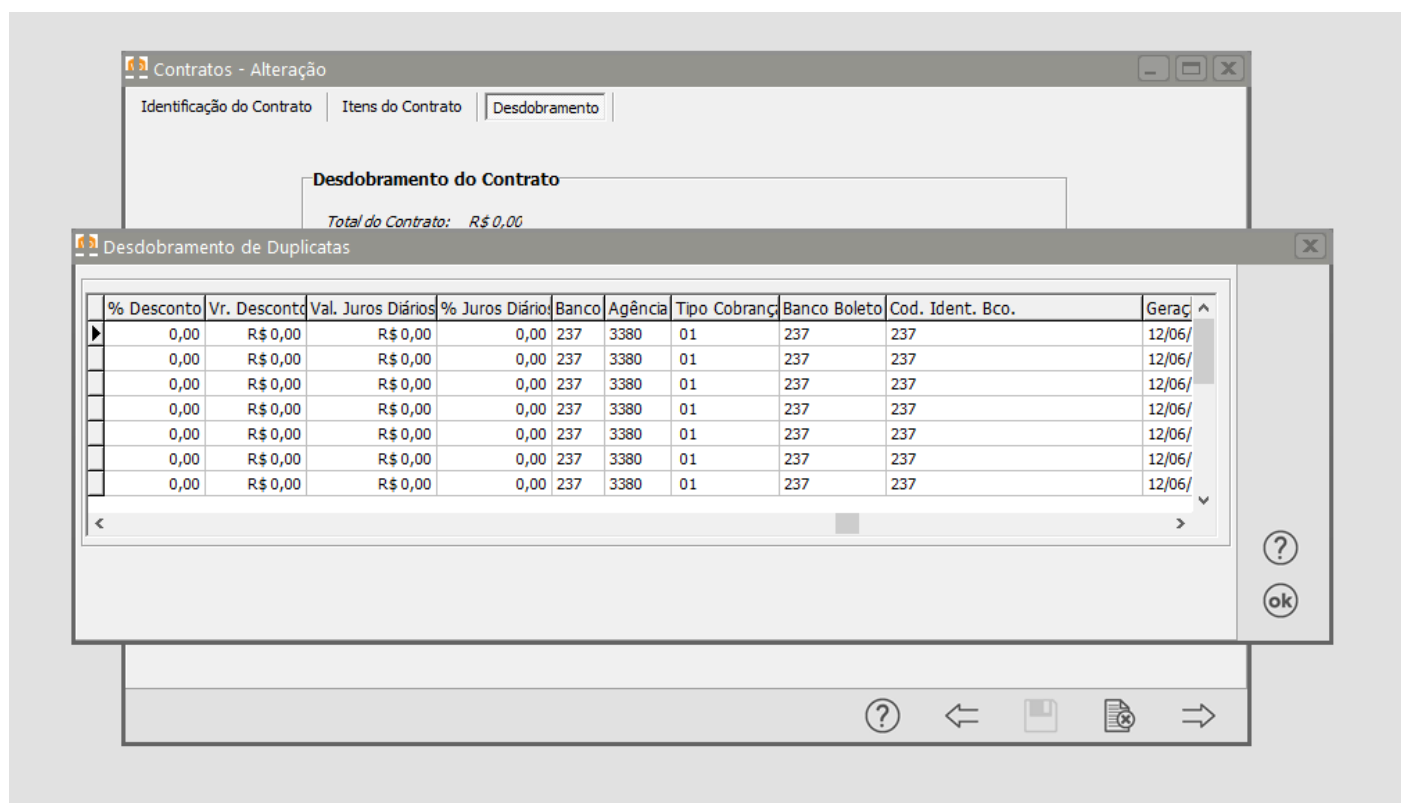 Contratos - Alteração
Identificação do Contrato Itens do Contrato Desdobramento
Desdobramento do Contrato
Total do Contrato: R$ 0,00
Desdobramento de Duplicatas
% Desconto Vr. Desconto Val. Juros Diários % Juros Diários Banco Agência Tipo Cobrança Banco Boleto Cod. Ident. Bco. Geraç
0,00 R$ 0,00 R$ 0,00 0,00 237 3380 01 237 237 12/06/
0,00 R$ 0,00 R$ 0,00 0,00 237 3380 01 237 237 12/06/
0,00 R$ 0,00 R$ 0,00 0,00 237 3380 01 237 237 12/06/
0,00 R$ 0,00 R$ 0,00 0,00 237 3380 01 237 237 12/06/
0,00 R$ 0,00 R$ 0,00 0,00 237 3380 01 237 237 12/06/
0,00 R$ 0,00 R$ 0,00 0,00 237 3380 01 237 237 12/06/
0,00 R$ 0,00 R$ 0,00 0,00 237 3380 01 237 237 12/06/
?
ok
?